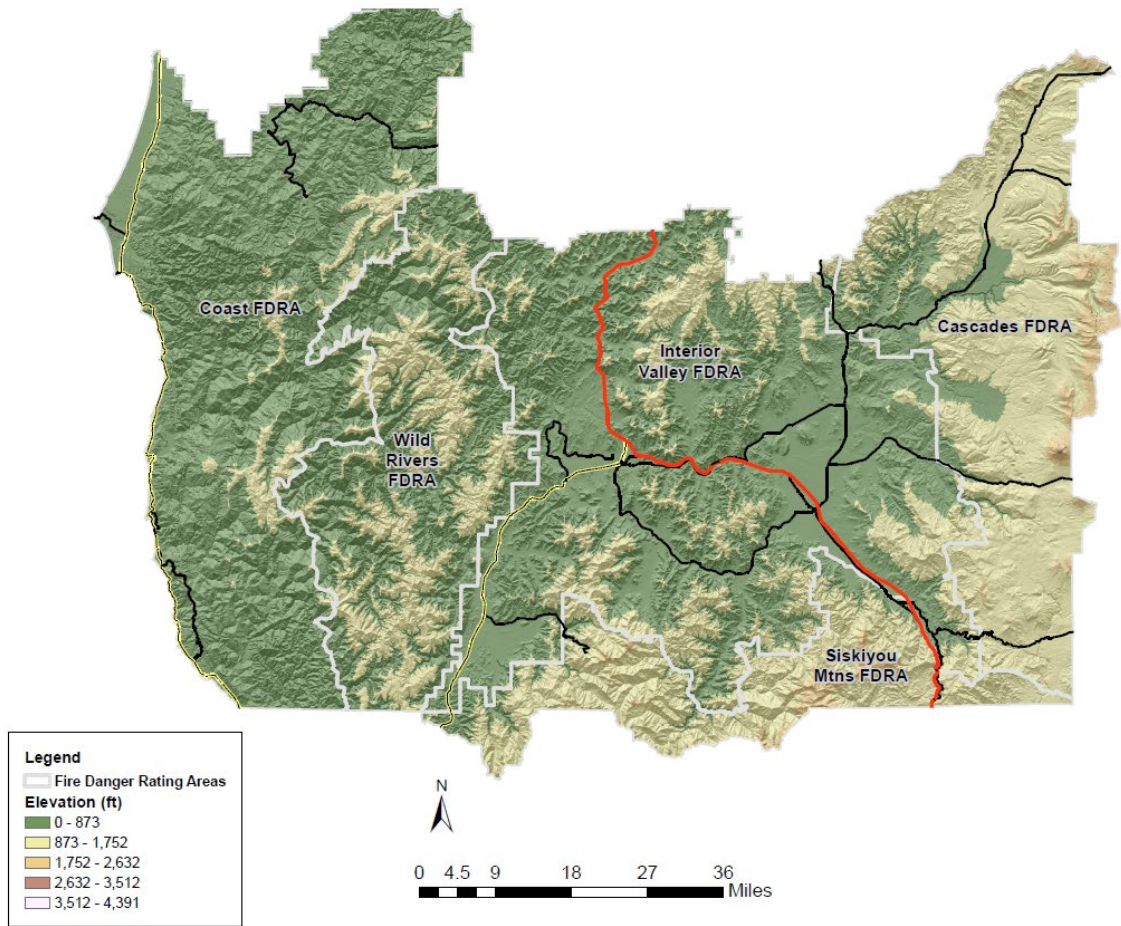 Coast FDRA
Cascades FDRA
Interior
Valley FDRA
Wild
Rivers
FDRA
Siskiyou
Mtns FDRA
Legend
Fire Danger Rating Areas
Elevation (ft)
0 - 873
873 - 1,752
1,752 - 2,632
2,632 - 3,512
3,512 - 4,391
N
0 4.5 9 18 27 36
Miles